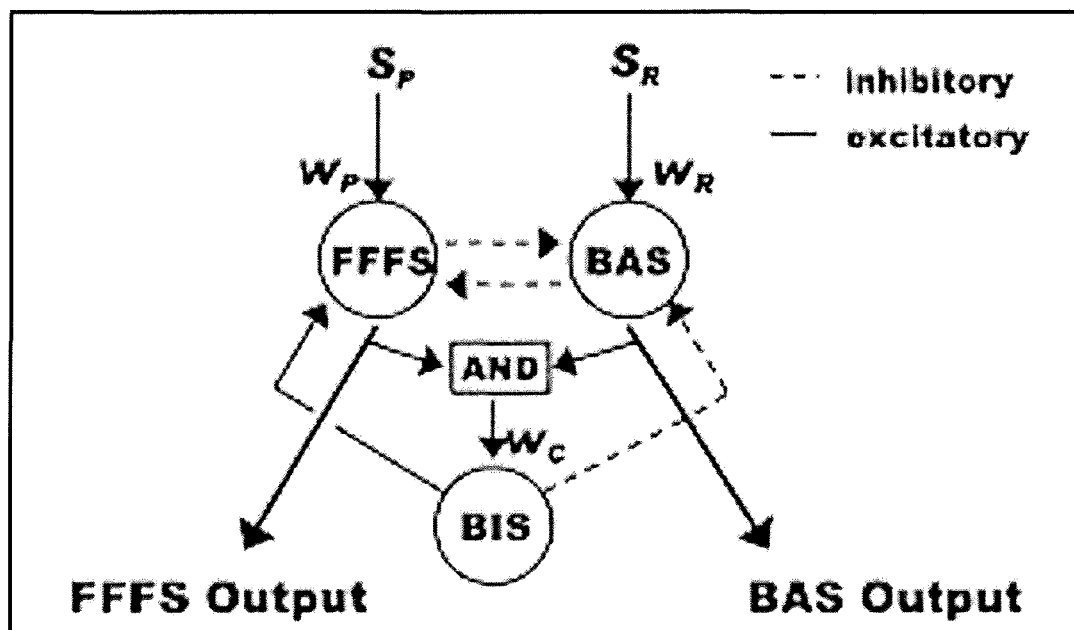 S_P
S_R
inhibitory
excitatory
W_P
W_R
FFFS
BAS
AND
W_C
BIS
FFFS Output
BAS Output